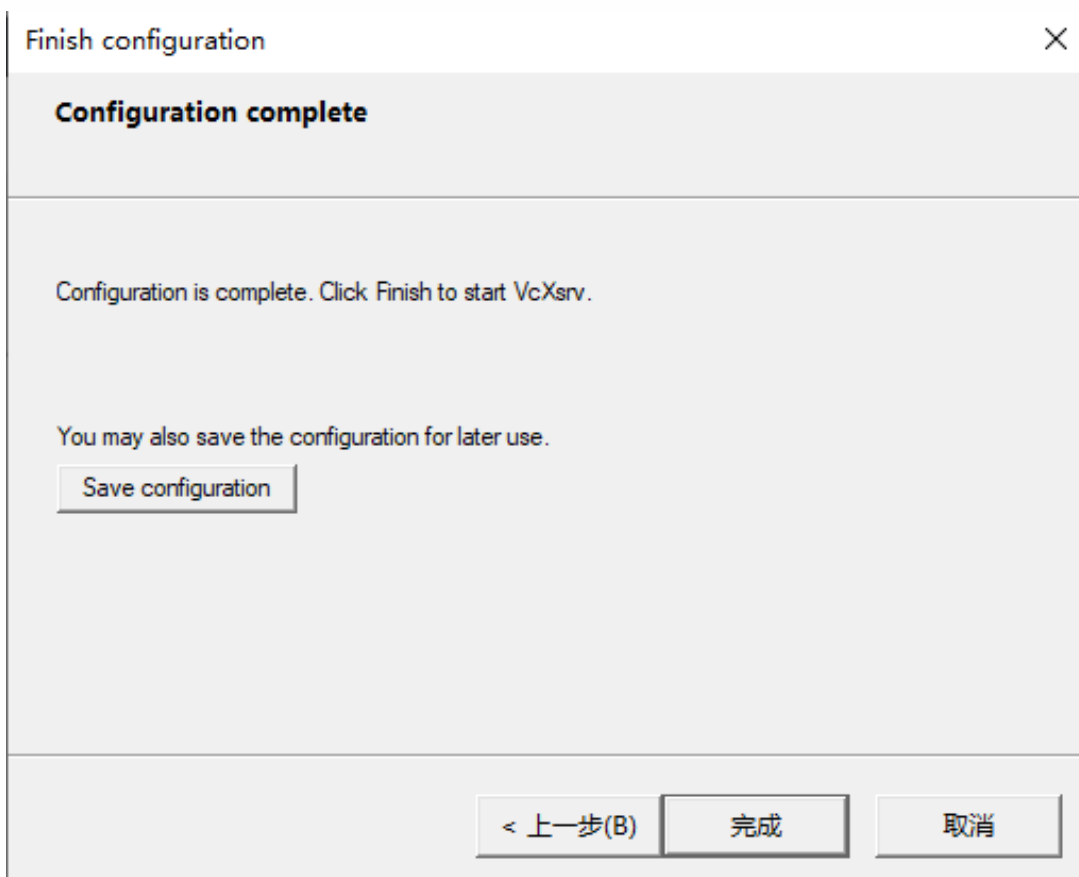 Finish configuration
Configuration complete
Configuration is complete. Click Finish to start VcXsrv.
You may also save the configuration for later use.
Save configuration
< 上一步(B)
完成
取消